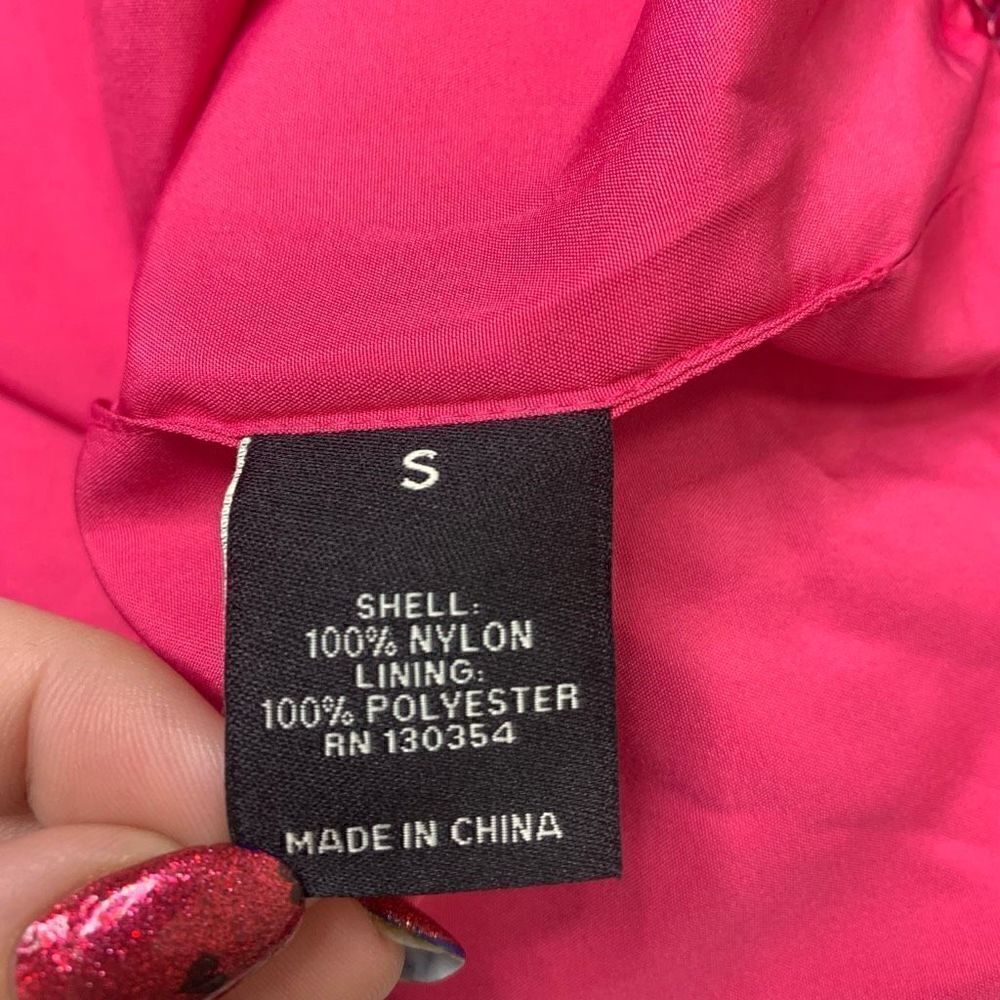 S
SHELL:
100% NYLON
LINING:
100% POLYESTER
RN 130354
MADE IN CHINA